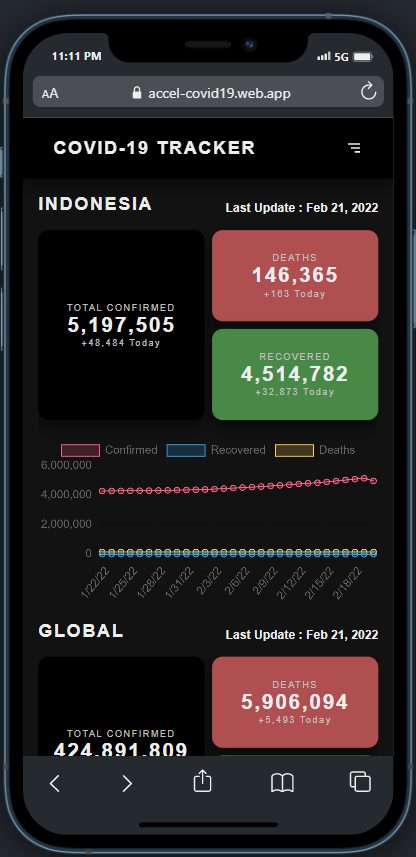 11:11 PM
5G
AA
accel-covid19.web.app
COVID-19 TRACKER
INDONESIA
Last Update : Feb 21, 2022
TOTAL CONFIRMED
5,197,505
+48,484 Today
DEATHS
146,365
+163 Today
RECOVERED
4,514,782
+32,873 Today
Confirmed Recovered Deaths
6,000,000
4,000,000
2,000,000
0
1/22/22 1/25/22 1/28/22 1/31/22 2/3/22 2/6/22 2/9/22 2/12/22 2/15/22 2/18/22
GLOBAL
Last Update : Feb 21, 2022
DEATHS
5,906,094
+5,493 Today
TOTAL CONFIRMED
424,891,809